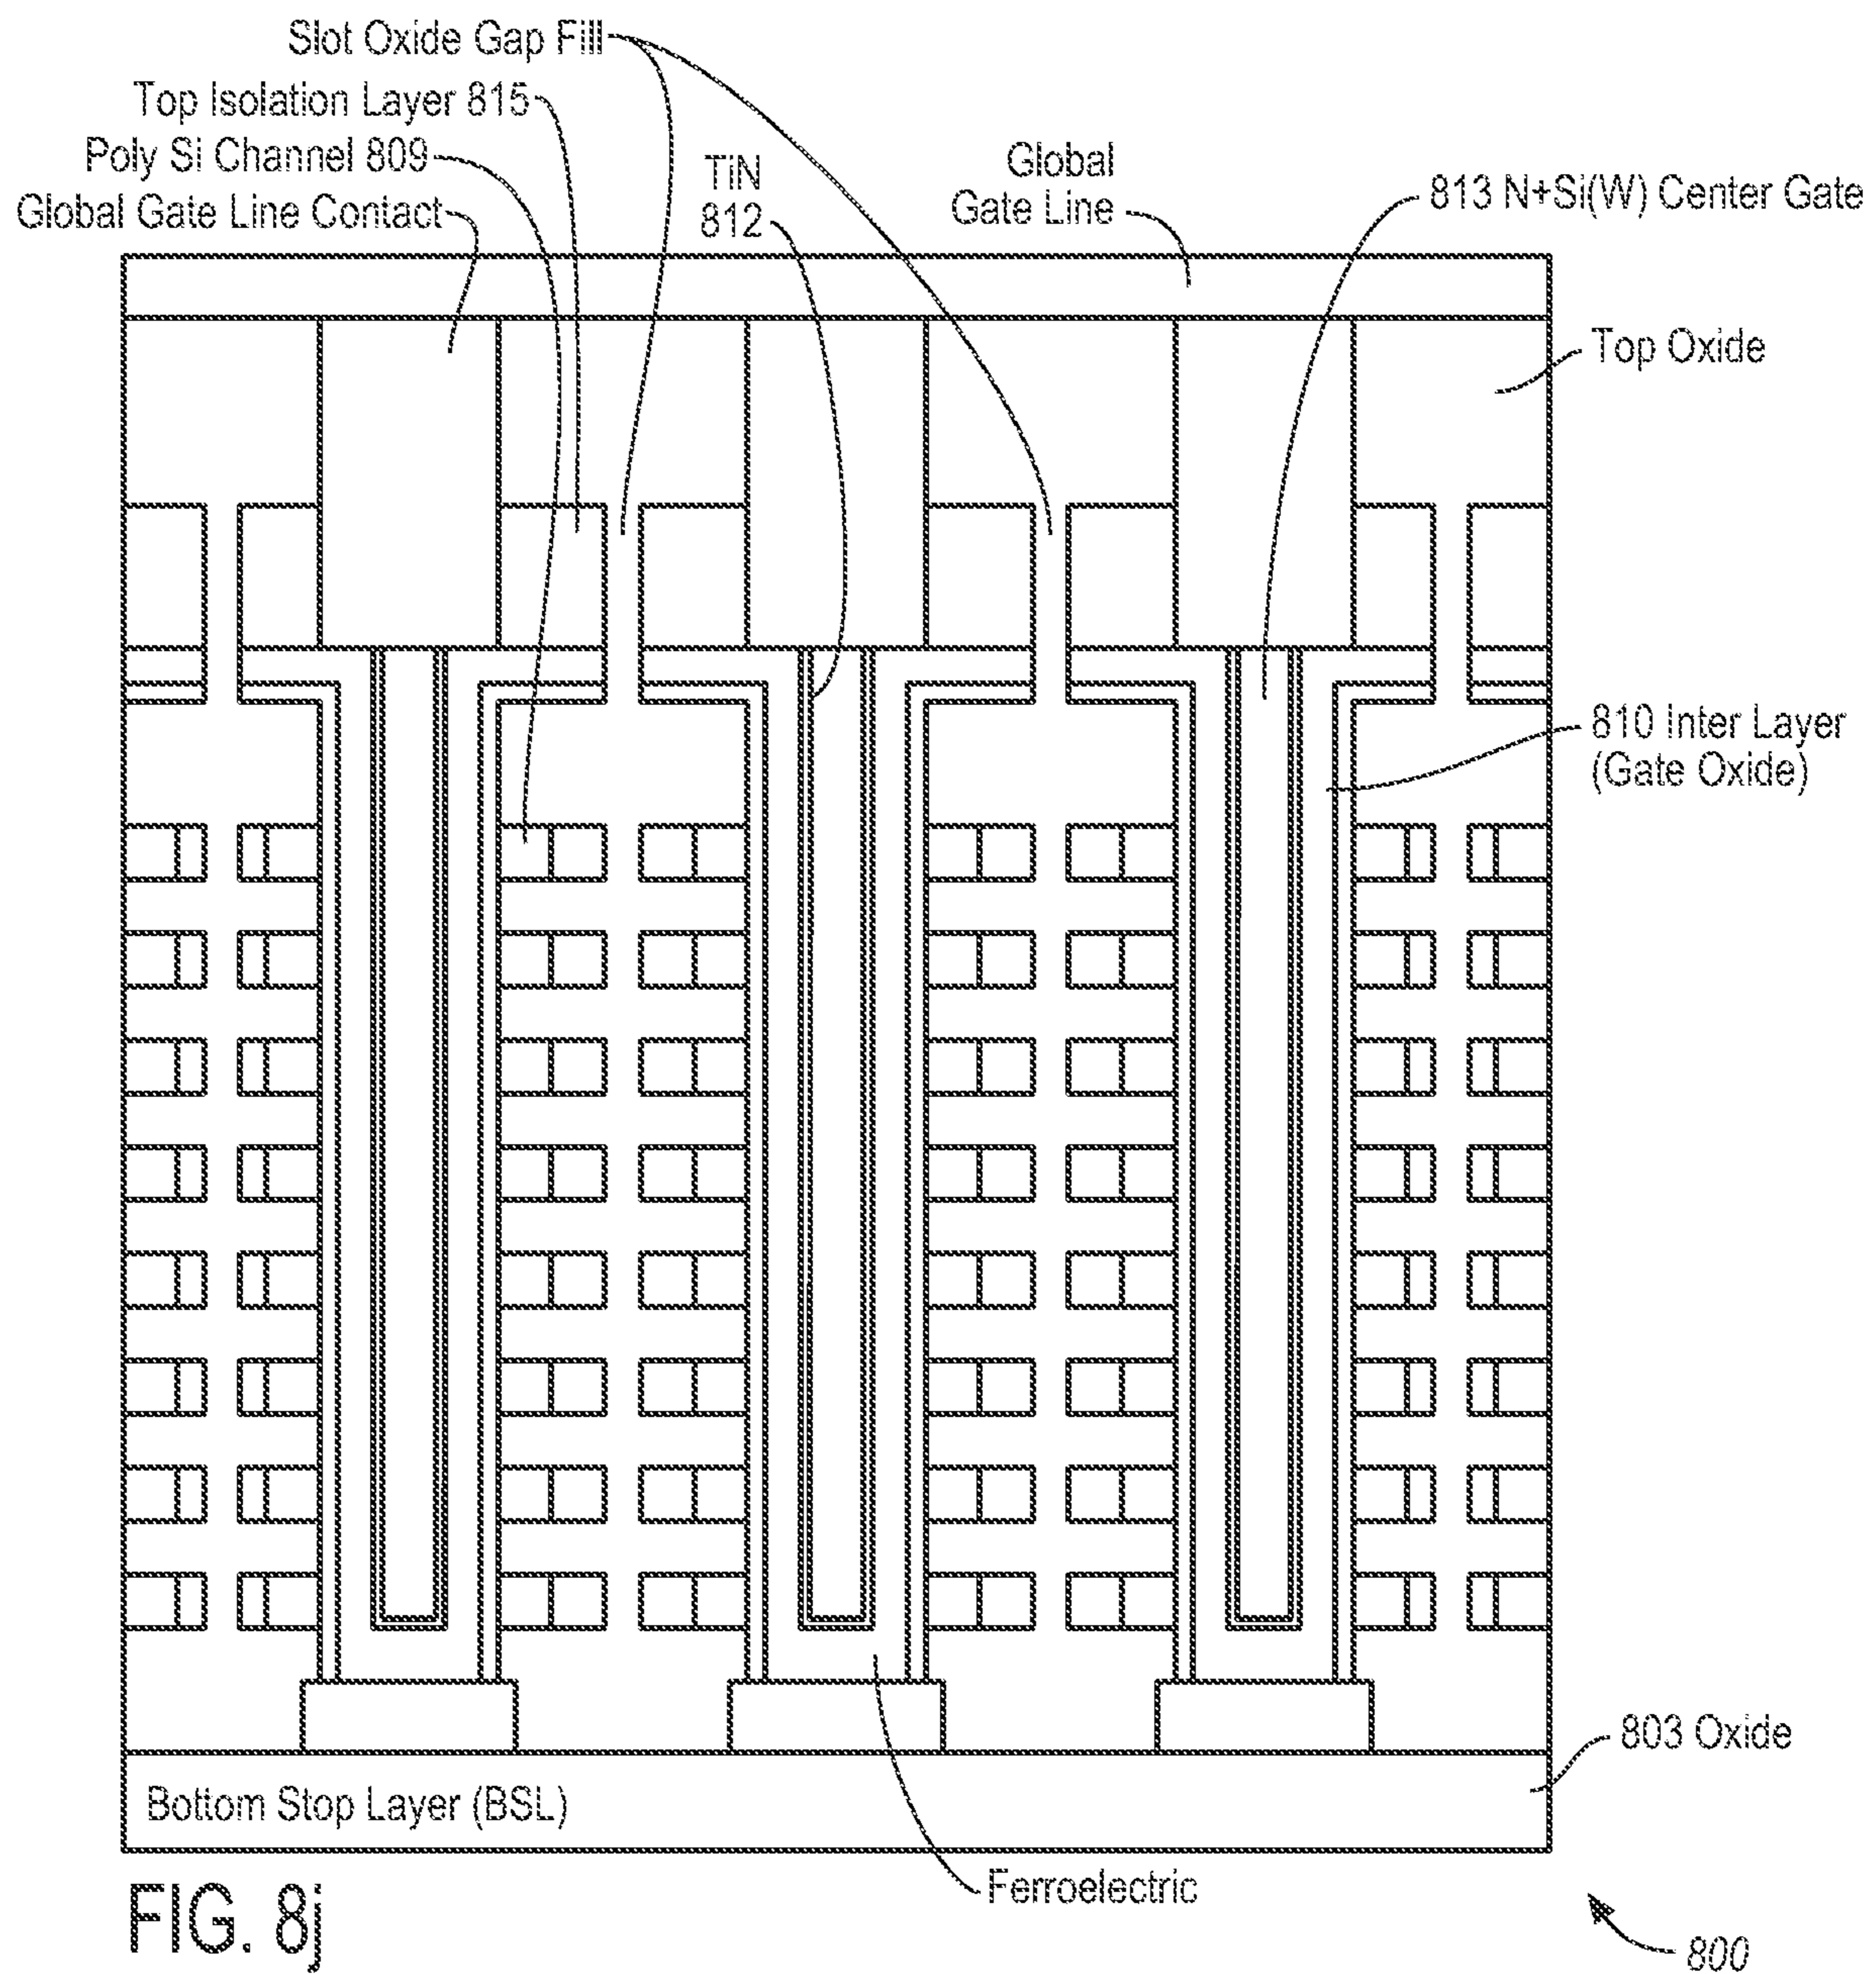 Slot Oxide Gap Fill
Top Isolation Layer 815
Poly Si Channel 809
Global Gate Line Contact
TiN
812
Global
Gate Line
813 N+Si(W) Center Gate
Top Oxide
810 Inter Layer
(Gate Oxide)
803 Oxide
Bottom Stop Layer (BSL)
Ferroelectric
FIG. 8j
800